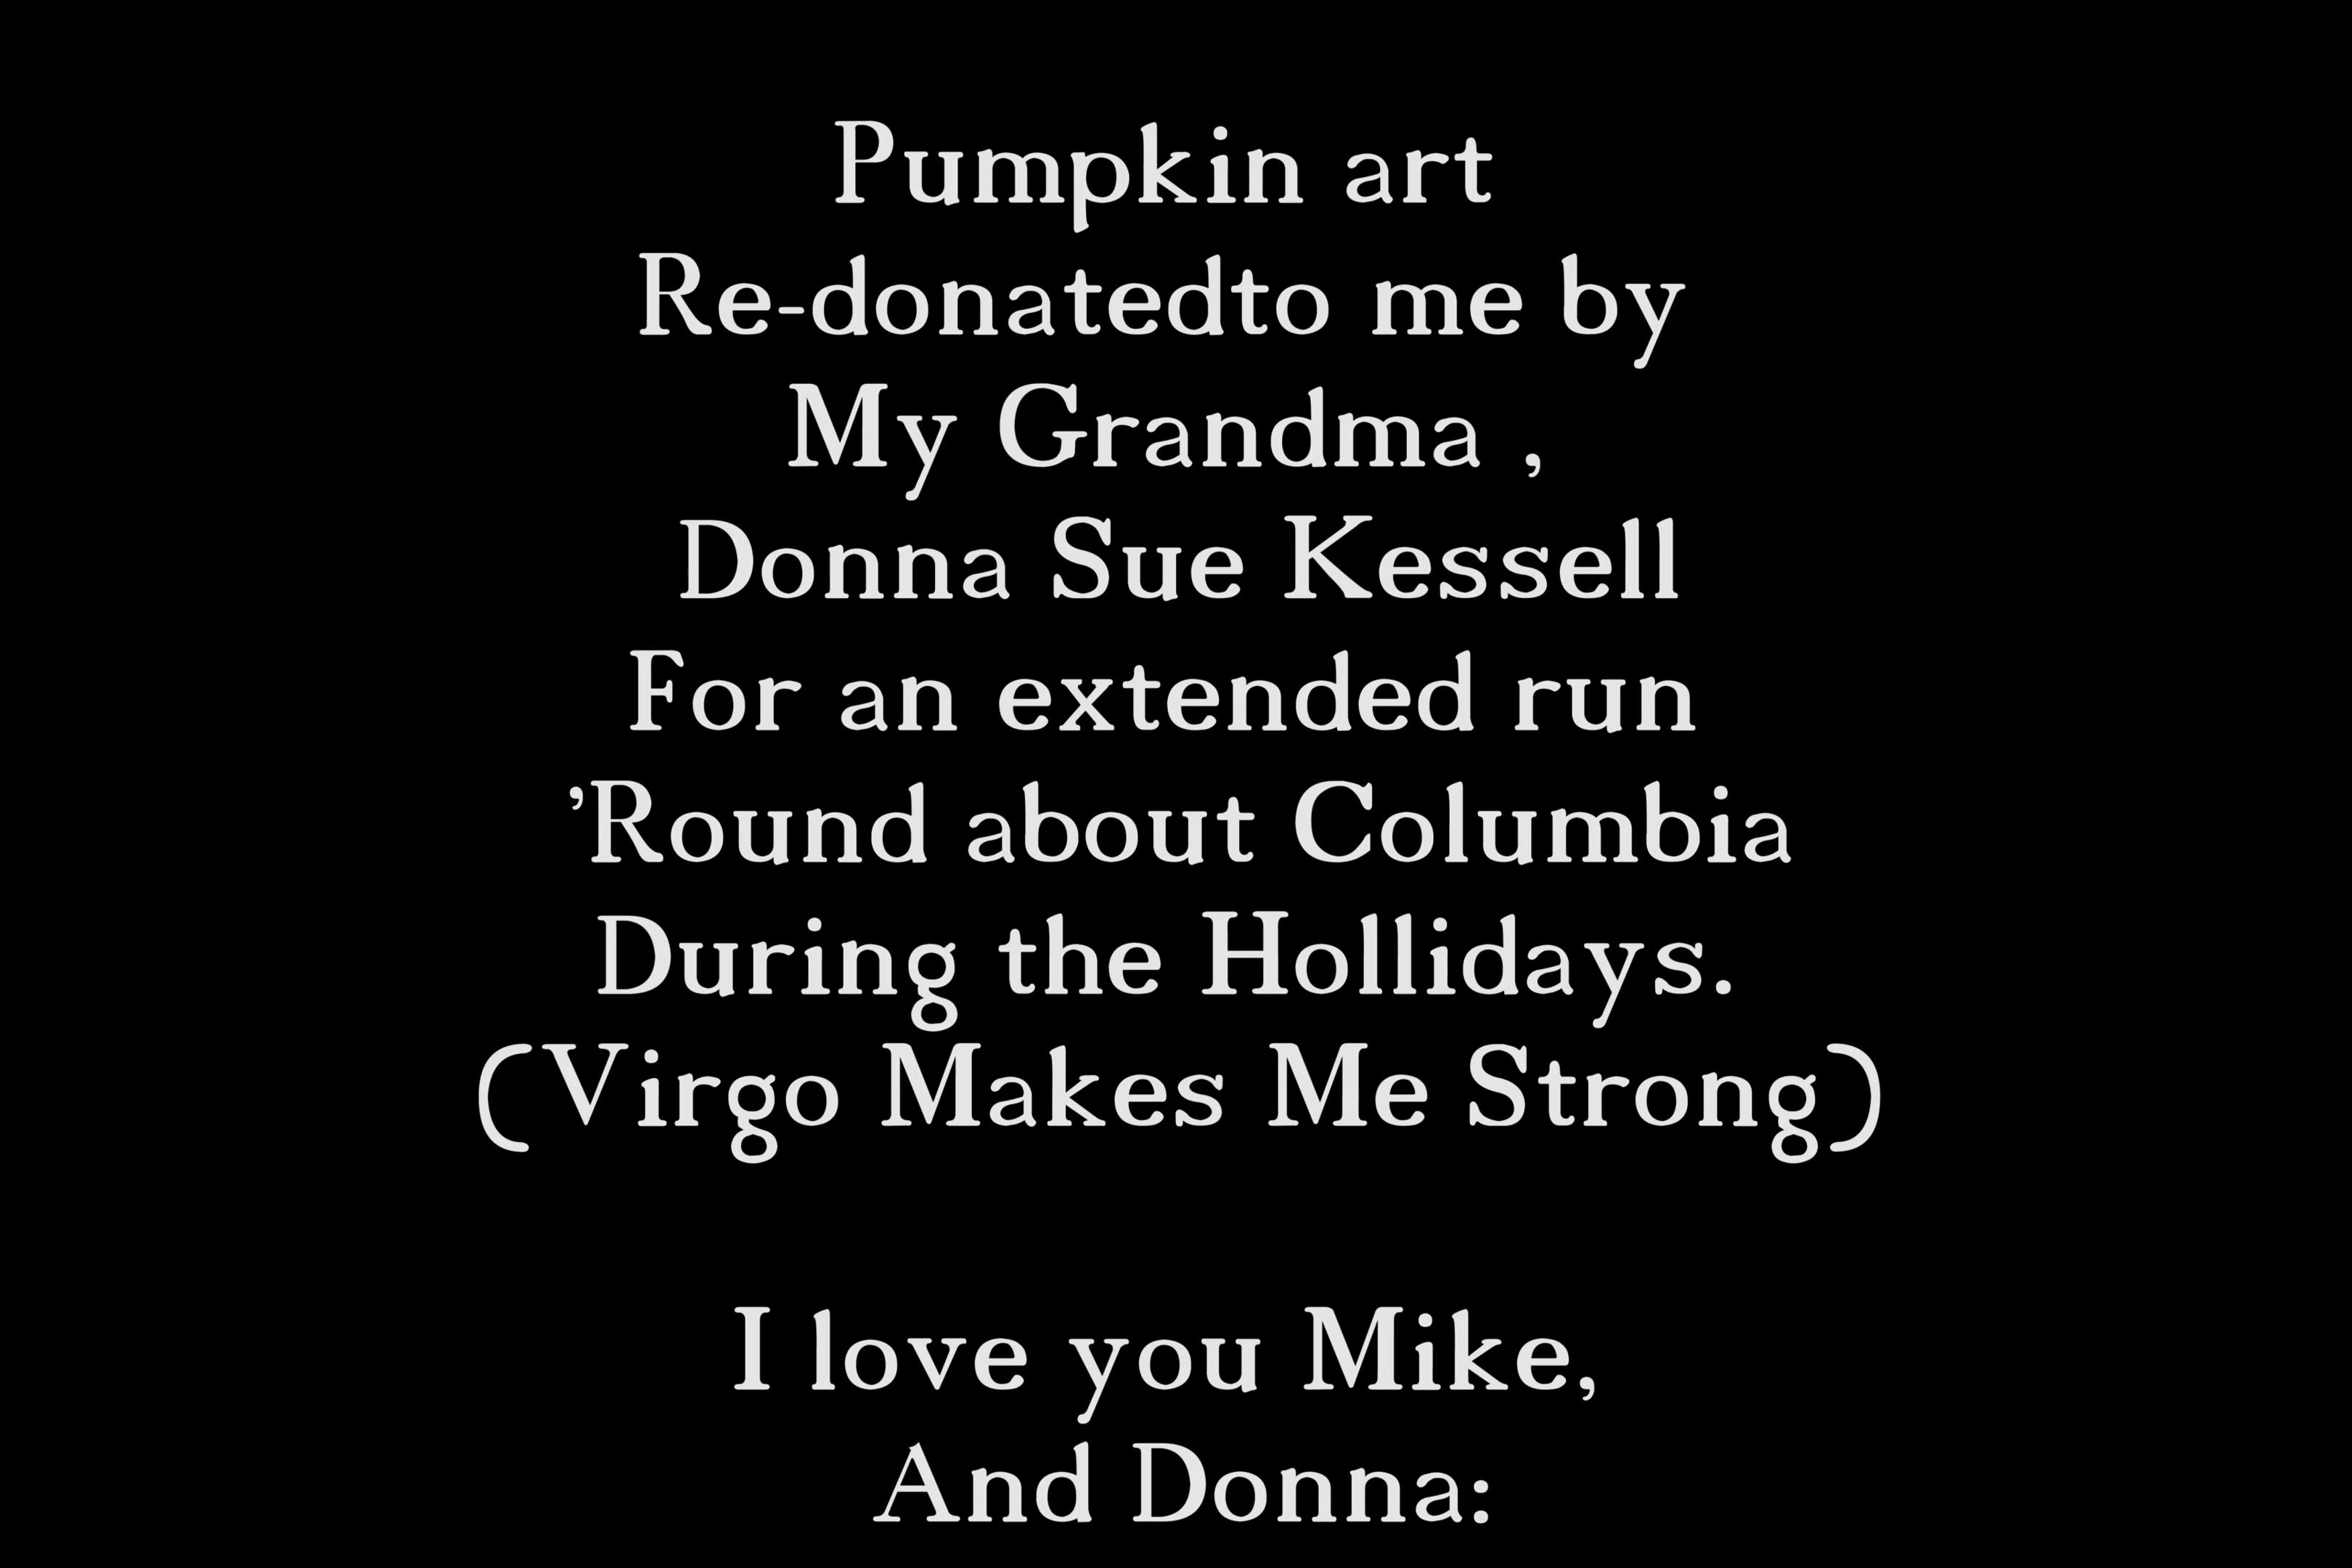 Pumpkin art
Re-donatedto me by
My Grandma ,
Donna Sue Kessell
For an extended run
’Round about Columbia
During the Hollidays.
(Virgo Makes Me Strong)
I love you Mike,
And Donna: